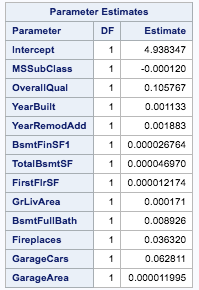 Parameter Estimates
Parameter DF Estimate
Intercept 1 4.938347
MSSubClass 1 -0.000120
OverallQual 1 0.105767
YearBuilt 1 0.001133
YearRemodAdd 1 0.001883
BsmtFinSF1 1 0.000026764
TotalBsmtSF 1 0.000046970
FirstFlrSF 1 0.000012174
GrLivArea 1 0.000171
BsmtFullBath 1 0.008926
Fireplaces 1 0.036320
GarageCars 1 0.062811
GarageArea 1 0.000011995